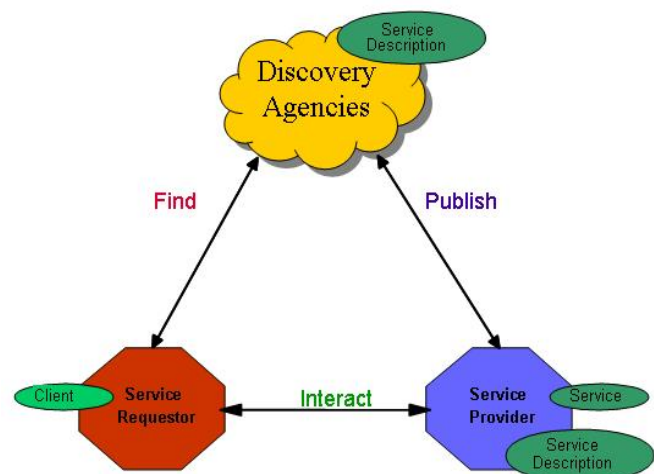 Service
Description
Discovery
Agencies
Find
Publish
Client
Service
Requestor
Interact
Service
Provider
Service
Service
Description